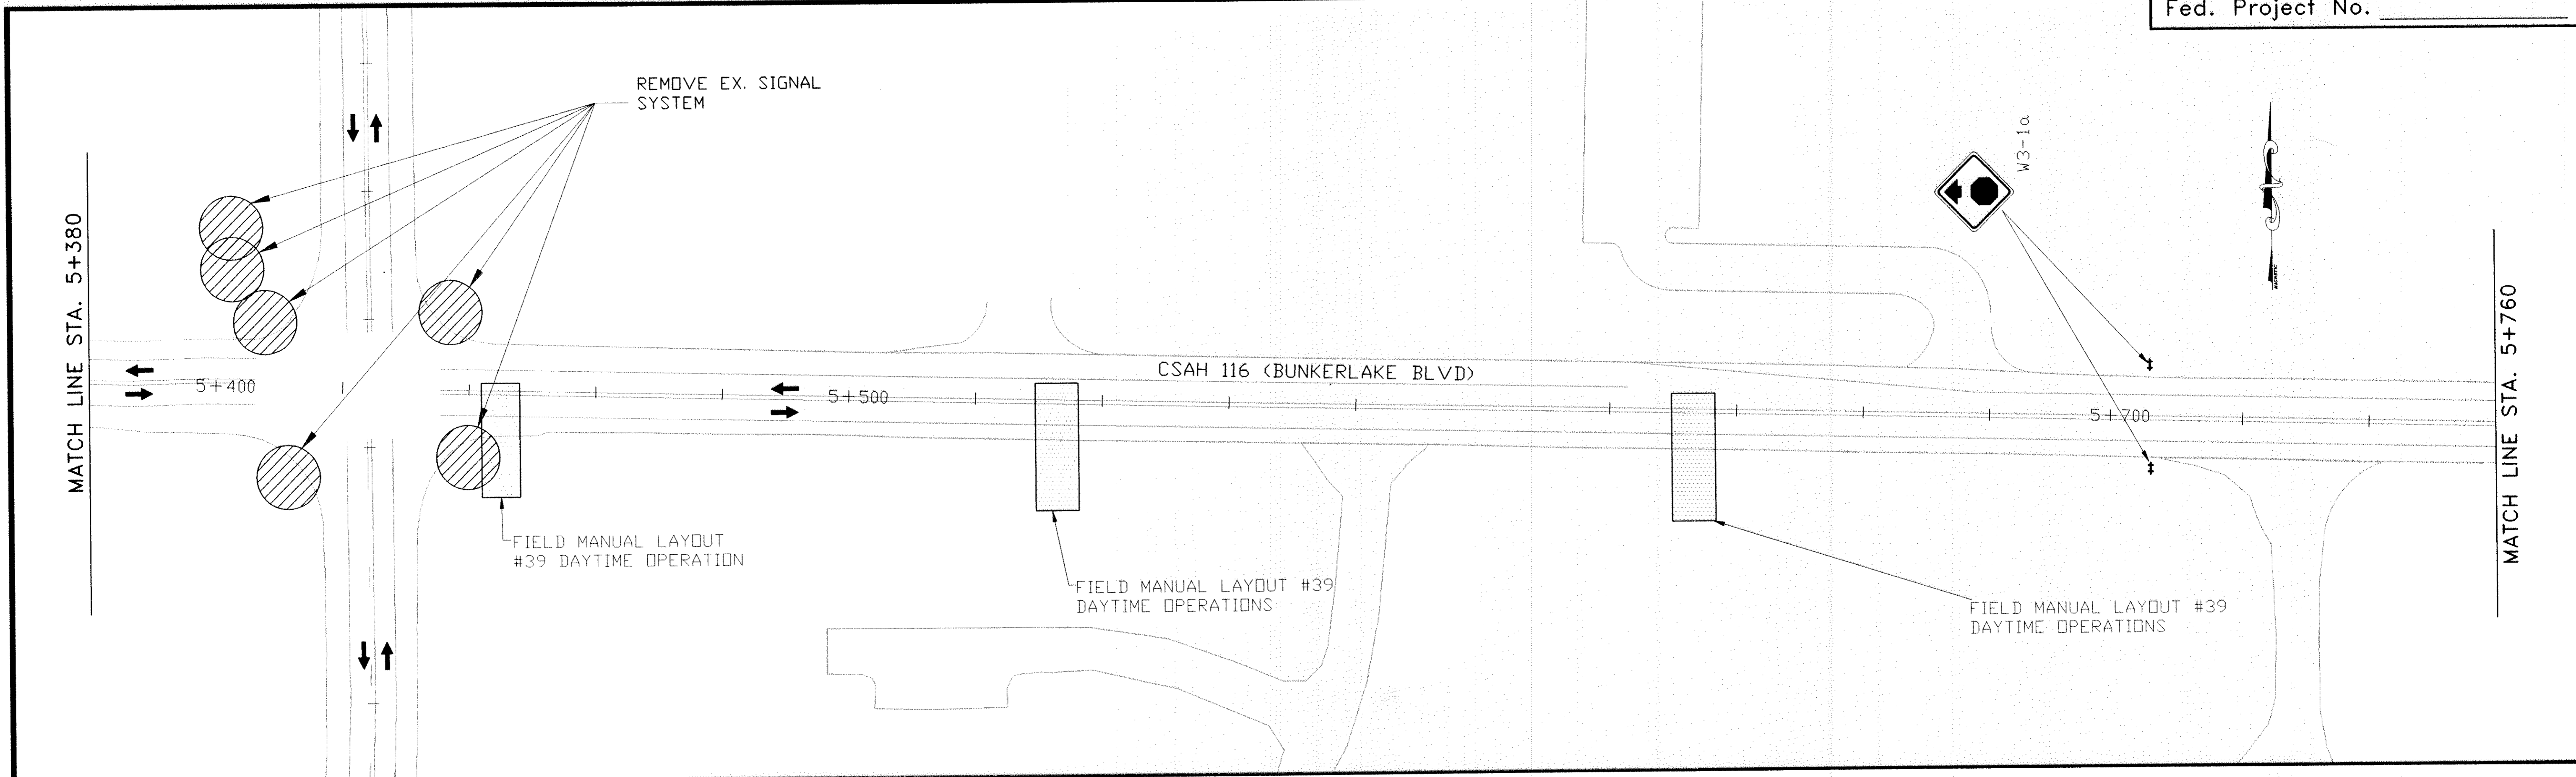 Fed. Project No.
REMOVE EX. SIGNAL
SYSTEM
W3-1a
MATCH LINE STA. 5+380
MATCH LINE STA. 5+760
CSAH 116 (BUNKERLAKE BLVD)
5+400
5+500
5+700
FIELD MANUAL LAYOUT
#39 DAYTIME OPERATION
FIELD MANUAL LAYOUT #39
DAYTIME OPERATIONS
FIELD MANUAL LAYOUT #39
DAYTIME OPERATIONS